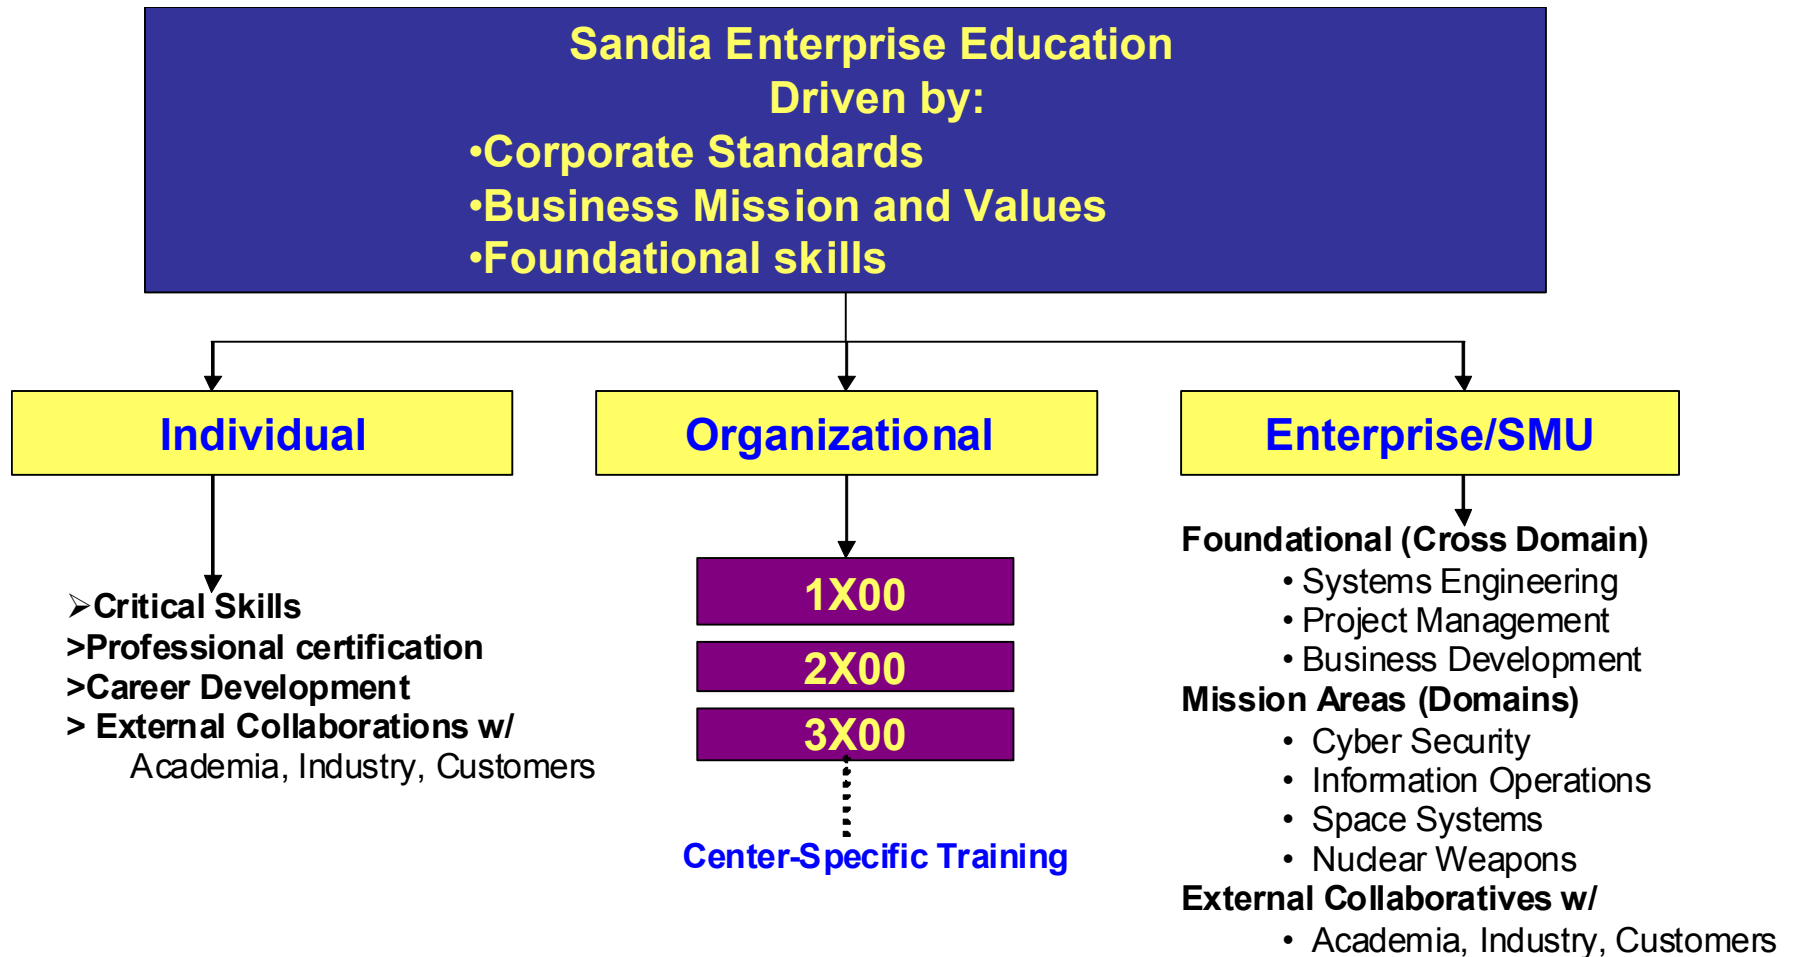 Sandia Enterprise Education
Driven by:
•Corporate Standards
•Business Mission and Values
•Foundational skills
Individual
➢Critical Skills
>Professional certification
>Career Development
> External Collaborations w/
Academia, Industry, Customers
Organizational
1X00
2X00
3X00
Center-Specific Training
Enterprise/SMU
Foundational (Cross Domain)
• Systems Engineering
• Project Management
• Business Development
Mission Areas (Domains)
• Cyber Security
• Information Operations
• Space Systems
• Nuclear Weapons
External Collaboratives w/
• Academia, Industry, Customers